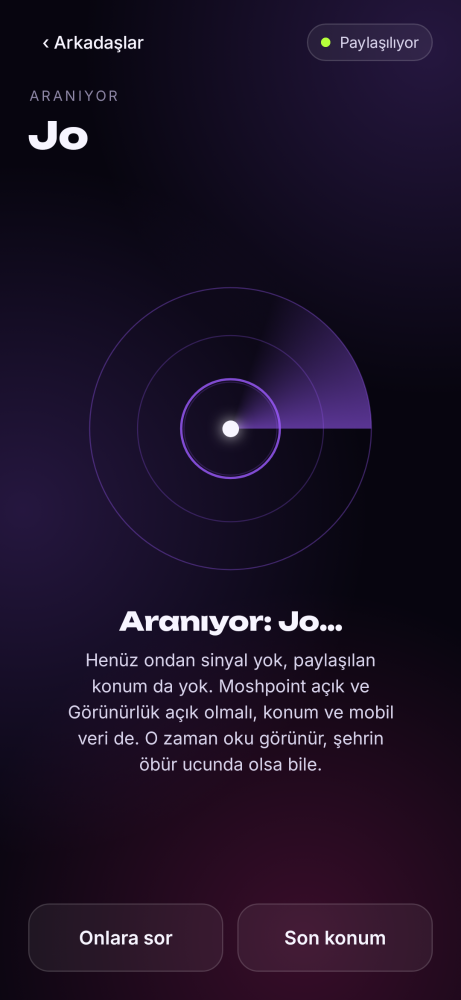 ‹ Arkadaşlar
Paylaşılıyor
ARANIYOR
Jo
Aranıyor: Jo...
Henüz ondan sinyal yok, paylaşılan
konum da yok. Moshpoint açık ve
Görünürlük açık olmalı, konum ve mobil
veri de. O zaman oku görünür, şehrin
öbür ucunda olsa bile.
Onlara sor
Son konum